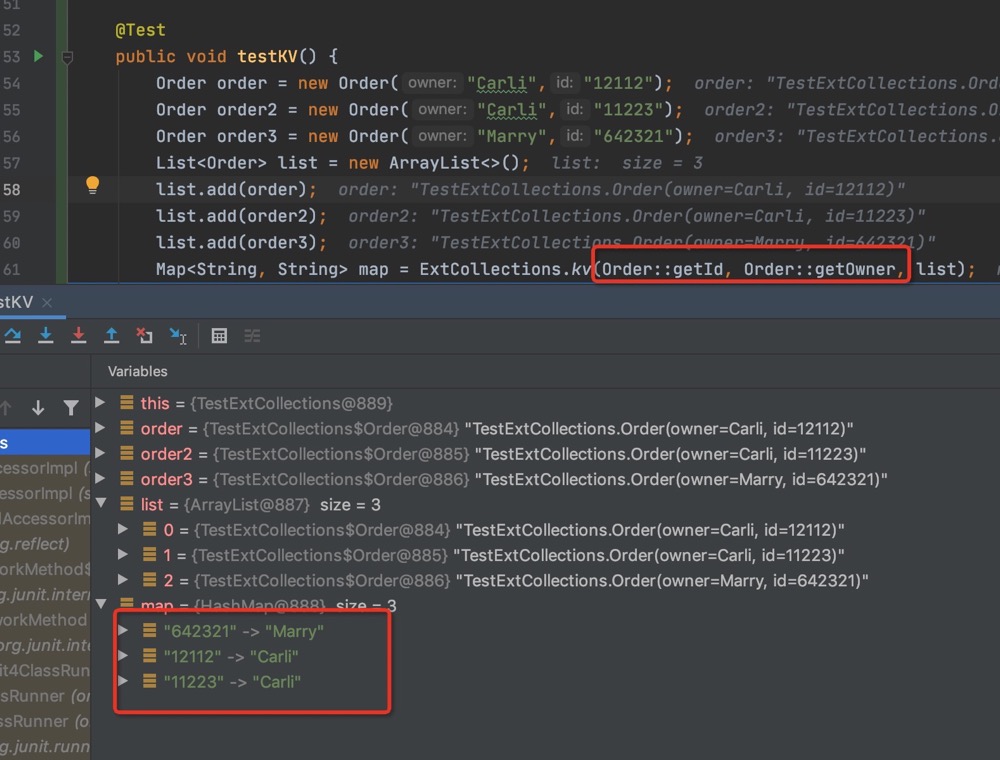 51
52 @Test
53 public void testKV() {
54 Order order = new Order( owner: "Carli", id: "12112"); order: "TestExtCollections.Ord
55 Order order2 = new Order( owner: "Carli", id: "11223"); order2: "TestExtCollections.O
56 Order order3 = new Order( owner: "Marry", id: "642321"); order3: "TestExtCollections.
57 List<Order> list = new ArrayList<>(); list: size = 3
58 list.add(order); order: "TestExtCollections.Order(owner=Carli, id=12112)"
59 list.add(order2); order2: "TestExtCollections.Order(owner=Carli, id=11223)"
60 list.add(order3); order3: "TestExtCollections.Order(owner=Marry, id=642321)"
61 Map<String, String> map = ExtCollections.kv(Order::getId, Order::getOwner, list);
stKV ×
Variables
this = {TestExtCollections@889}
order = {TestExtCollections$Order@884} "TestExtCollections.Order(owner=Carli, id=12112)"
s
order2 = {TestExtCollections$Order@885} "TestExtCollections.Order(owner=Carli, id=11223)"
cessorImpl (
order3 = {TestExtCollections$Order@886} "TestExtCollections.Order(owner=Marry, id=642321)"
essorImpl (s
list = {ArrayList@887} size = 3
lAccessorIm
0 = {TestExtCollections$Order@884} "TestExtCollections.Order(owner=Carli, id=12112)"
g.reflect)
1 = {TestExtCollections$Order@885} "TestExtCollections.Order(owner=Carli, id=11223)"
orkMethod$
2 = {TestExtCollections$Order@886} "TestExtCollections.Order(owner=Marry, id=642321)"
g.junit.intern
map = {HashMap@888} size = 3
workMethod
"642321" -> "Marry"
org.junit.inte
"12112" -> "Carli"
it4ClassRun
"11223" -> "Carli"
sRunner (or
ssRunner (o
g.junit.runn